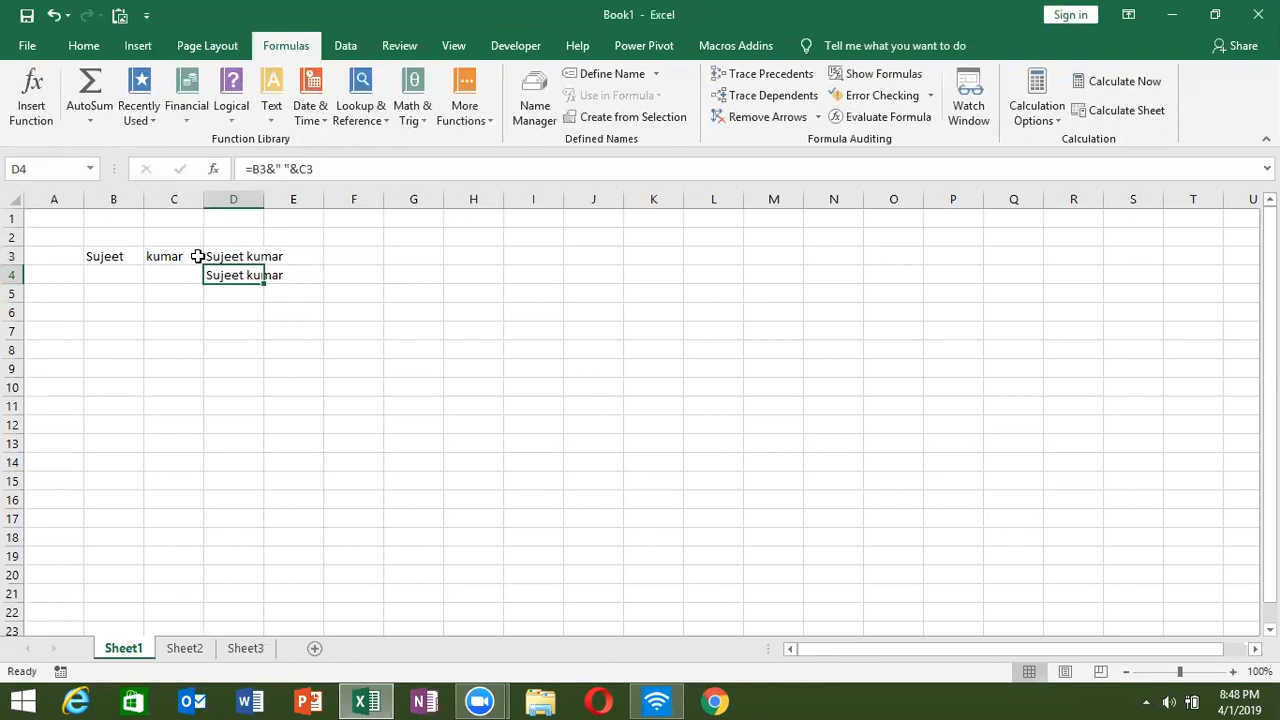 Book1 - Excel
Sign in
File Home Insert Page Layout Formulas Data Review View Developer Help Power Pivot Macros Addins Tell me what you want to do Share
Insert Function
AutoSum
Recently Used
Financial
Logical
Text
Date & Time
Lookup & Reference
Math & Trig
More Functions
Function Library
Name Manager
Define Name
Use in Formula
Create from Selection
Defined Names
Trace Precedents
Trace Dependents
Remove Arrows
Show Formulas
Error Checking
Evaluate Formula
Formula Auditing
Watch Window
Calculation Options
Calculate Now
Calculate Sheet
Calculation
D4 fx =B3&" "&C3
A B C D E F G H I J K L M N O P Q R S T U
1
2
3 Sujeet kumar Sujeet kumar
4 Sujeet kumar
5
6
7
8
9
10
11
12
13
14
15
16
17
18
19
20
21
22
23
Sheet1 Sheet2 Sheet3
Ready 100%
8:48 PM
4/1/2019